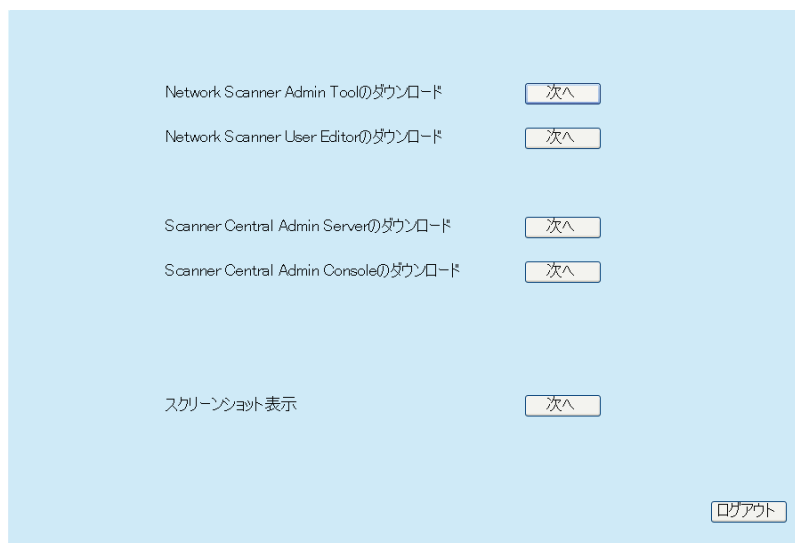 Network Scanner Admin Toolのダウンロード 次へ
Network Scanner User Editorのダウンロード 次へ
Scanner Central Admin Serverのダウンロード 次へ
Scanner Central Admin Consoleのダウンロード 次へ
スクリーンショット表示 次へ
ログアウト